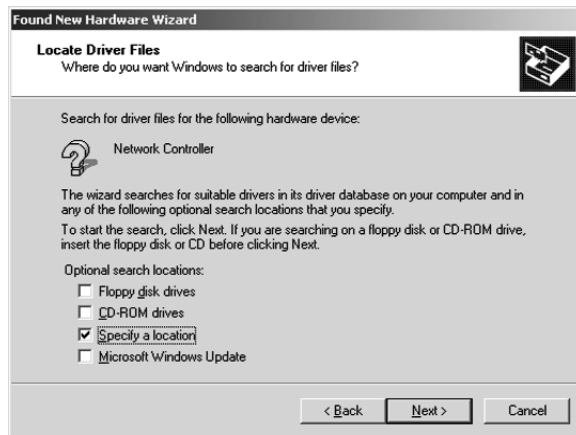 Found New Hardware Wizard
Locate Driver Files
Where do you want Windows to search for driver files?
Search for driver files for the following hardware device:
Network Controller
The wizard searches for suitable drivers in its driver database on your computer and in
any of the following optional search locations that you specify.
To start the search, click Next. If you are searching on a floppy disk or CD-ROM drive,
insert the floppy disk or CD before clicking Next.
Optional search locations:
Floppy disk drives
CD-ROM drives
Specify a location
Microsoft Windows Update
< Back Next > Cancel